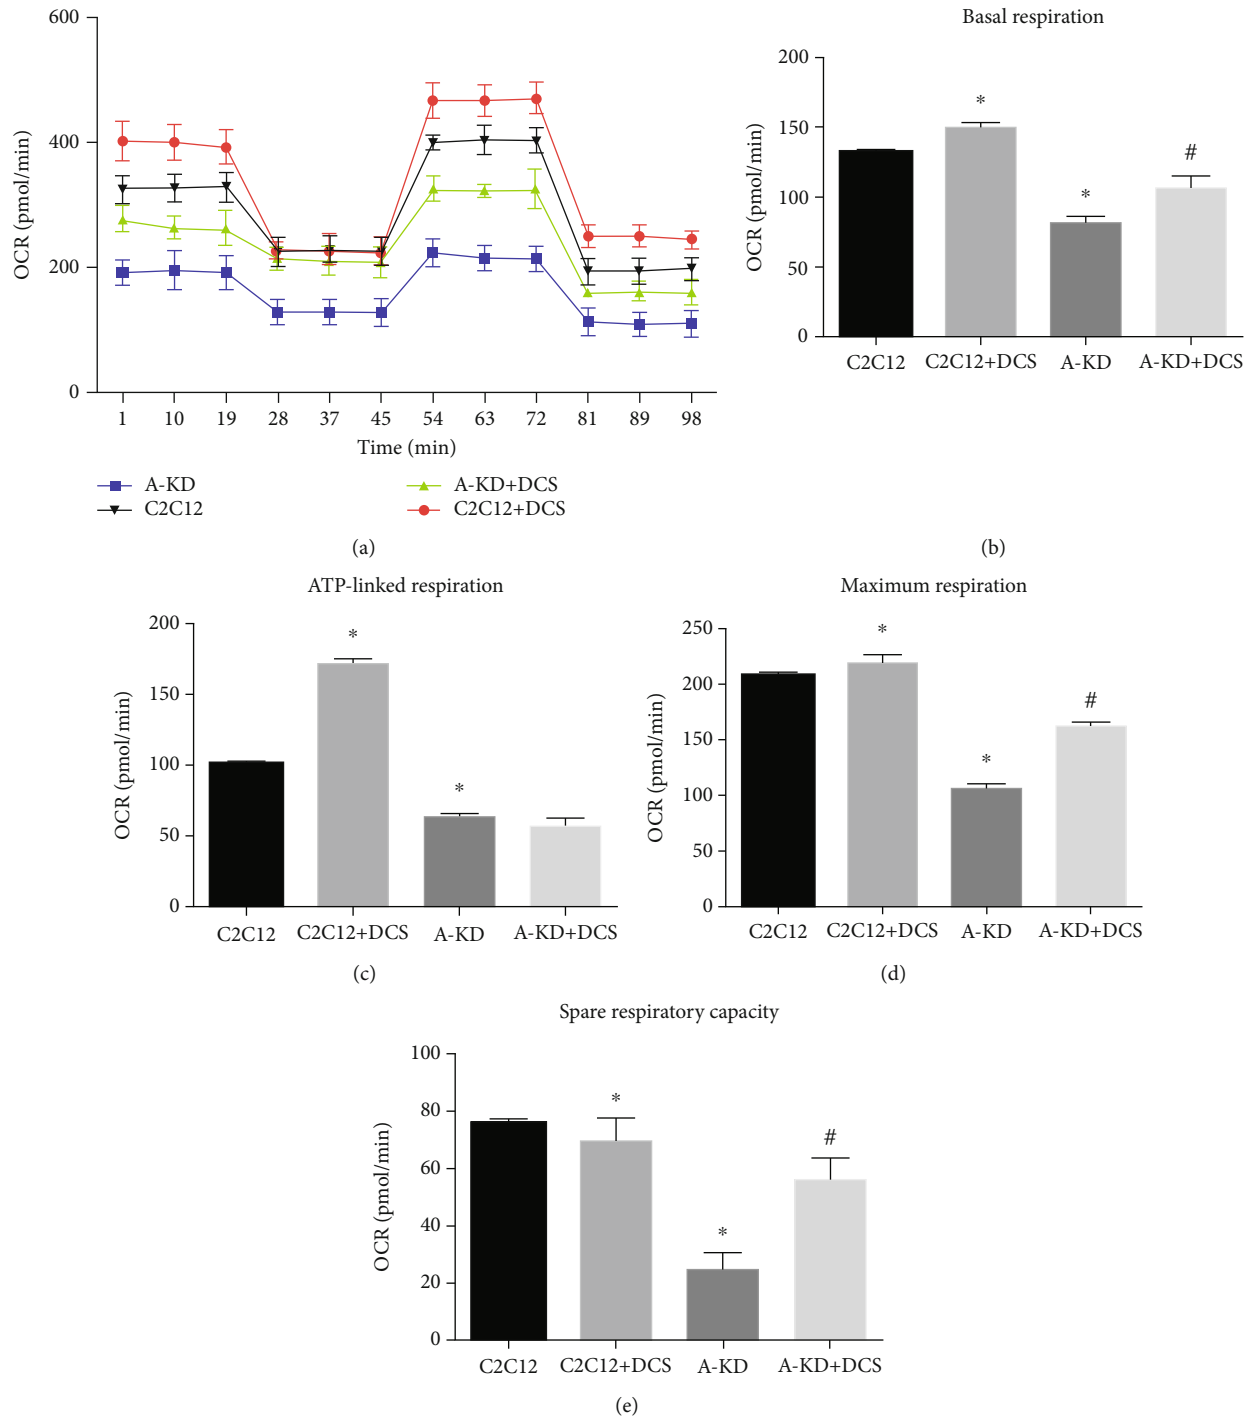 600
400
200
0
OCR (pmol/min)
1 10 19 28 37 45 54 63 72 81 89 98
Time (min)
A-KD
C2C12
A-KD+DCS
C2C12+DCS
(a)
Basal respiration
200
150
100
50
0
OCR (pmol/min)
*
*
#
C2C12 C2C12+DCS A-KD A-KD+DCS
(b)
ATP-linked respiration
200
150
100
50
0
OCR (pmol/min)
*
*
C2C12 C2C12+DCS A-KD A-KD+DCS
(c)
Maximum respiration
250
200
150
100
50
0
OCR (pmol/min)
*
*
#
C2C12 C2C12+DCS A-KD A-KD+DCS
(d)
Spare respiratory capacity
100
80
60
40
20
0
OCR (pmol/min)
*
*
#
C2C12 C2C12+DCS A-KD A-KD+DCS
(e)